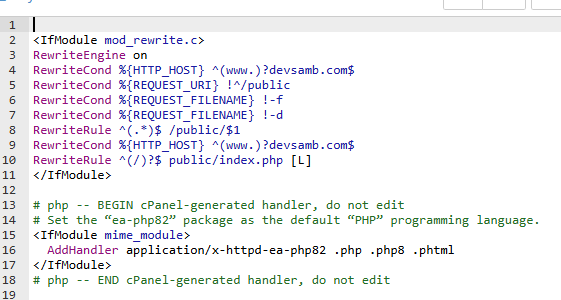 1
2 <IfModule mod_rewrite.c>
3 RewriteEngine on
4 RewriteCond %{HTTP_HOST} ^(www.)?devsamb.com$
5 RewriteCond %{REQUEST_URI} !^/public
6 RewriteCond %{REQUEST_FILENAME} !-f
7 RewriteCond %{REQUEST_FILENAME} !-d
8 RewriteRule ^(.*)$ /public/$1
9 RewriteCond %{HTTP_HOST} ^(www.)?devsamb.com$
10 RewriteRule ^(/)?$ public/index.php [L]
11 </IfModule>
12
13 # php -- BEGIN cPanel-generated handler, do not edit
14 # Set the “ea-php82” package as the default “PHP” programming language.
15 <IfModule mime_module>
16   AddHandler application/x-httpd-ea-php82 .php .php8 .phtml
17 </IfModule>
18 # php -- END cPanel-generated handler, do not edit
19